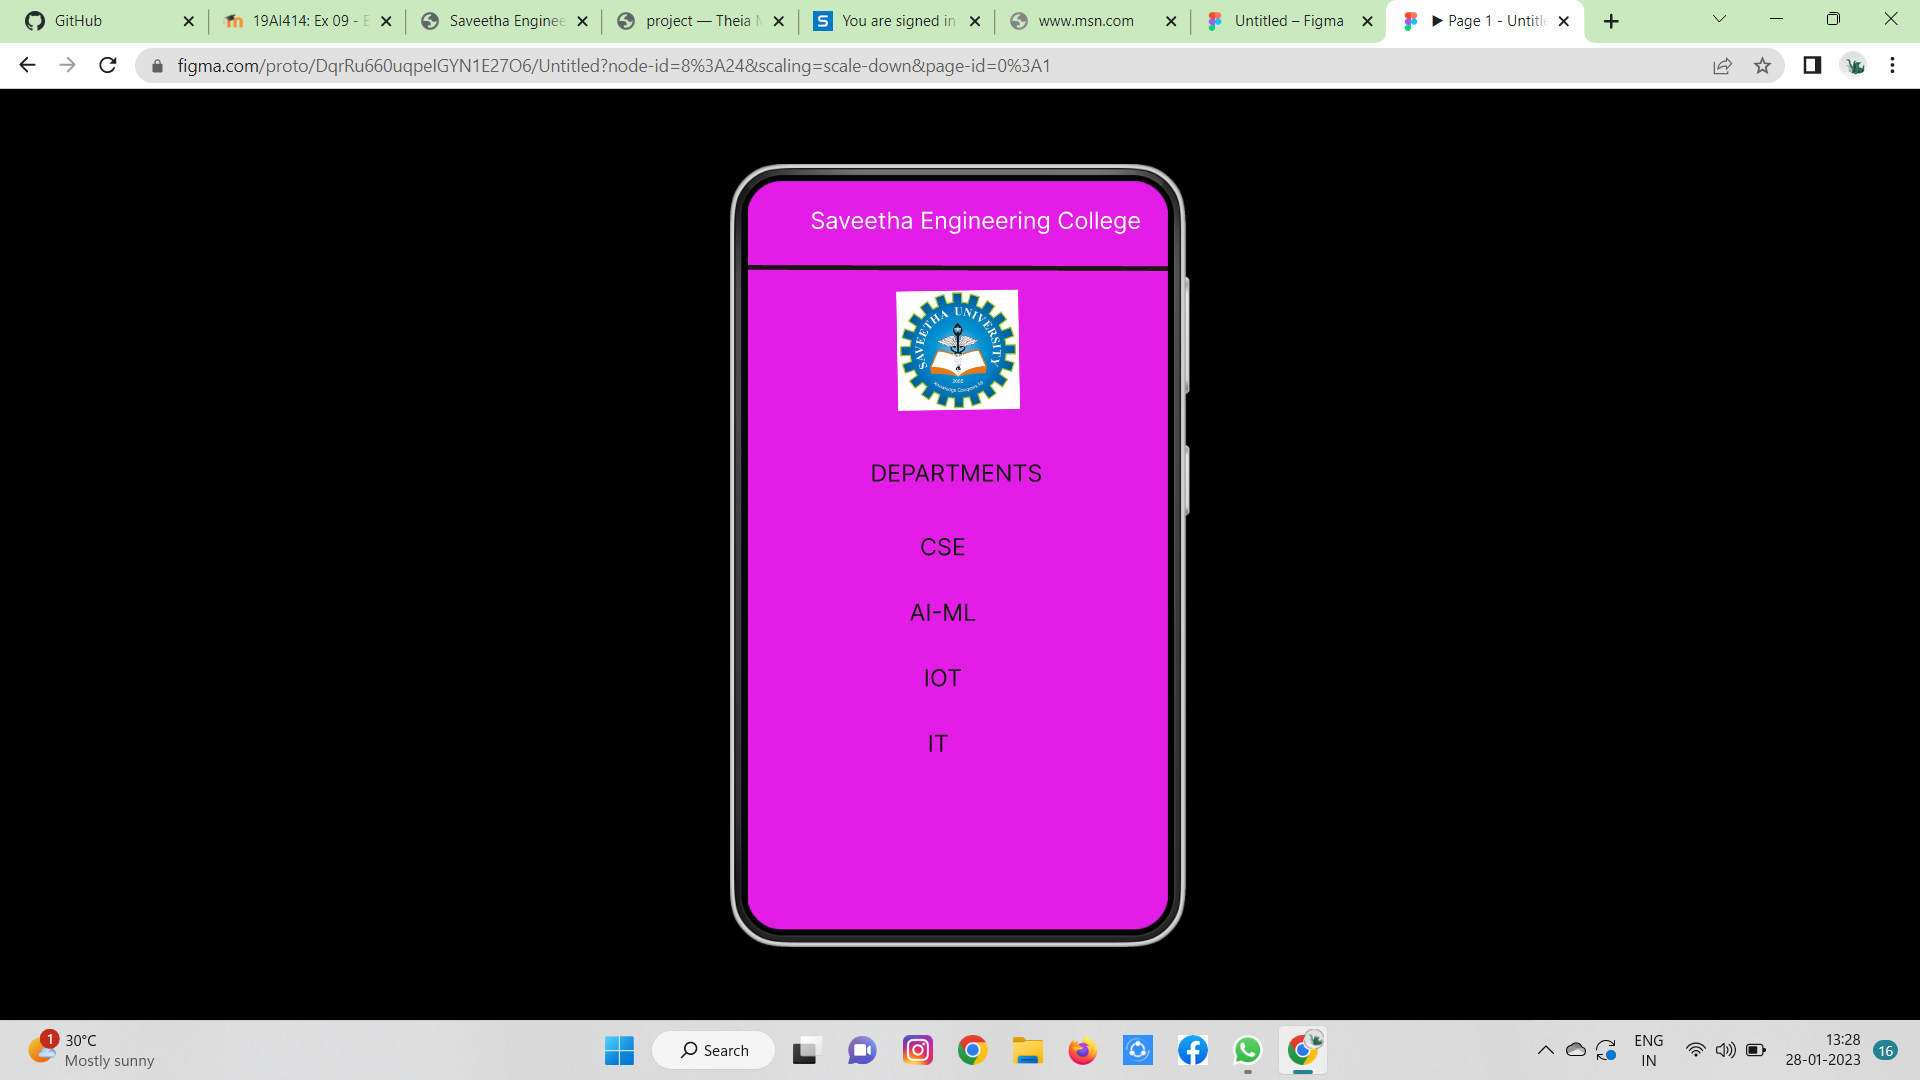 GitHub
19AI414: Ex 09 - E
Saveetha Enginee
project — Theia
You are signed in
www.msn.com
Untitled – Figma
Page 1 - Untitle
figma.com/proto/DqrRu660uqpelGYN1E27O6/Untitled?node-id=8%3A24&scaling=scale-down&page-id=0%3A1
Saveetha Engineering College
SAVEETHA UNIVERSITY
2005
DEPARTMENTS
CSE
AI-ML
IOT
IT
1
30°C
Mostly sunny
Search
ENG
IN
13:28
28-01-2023
16